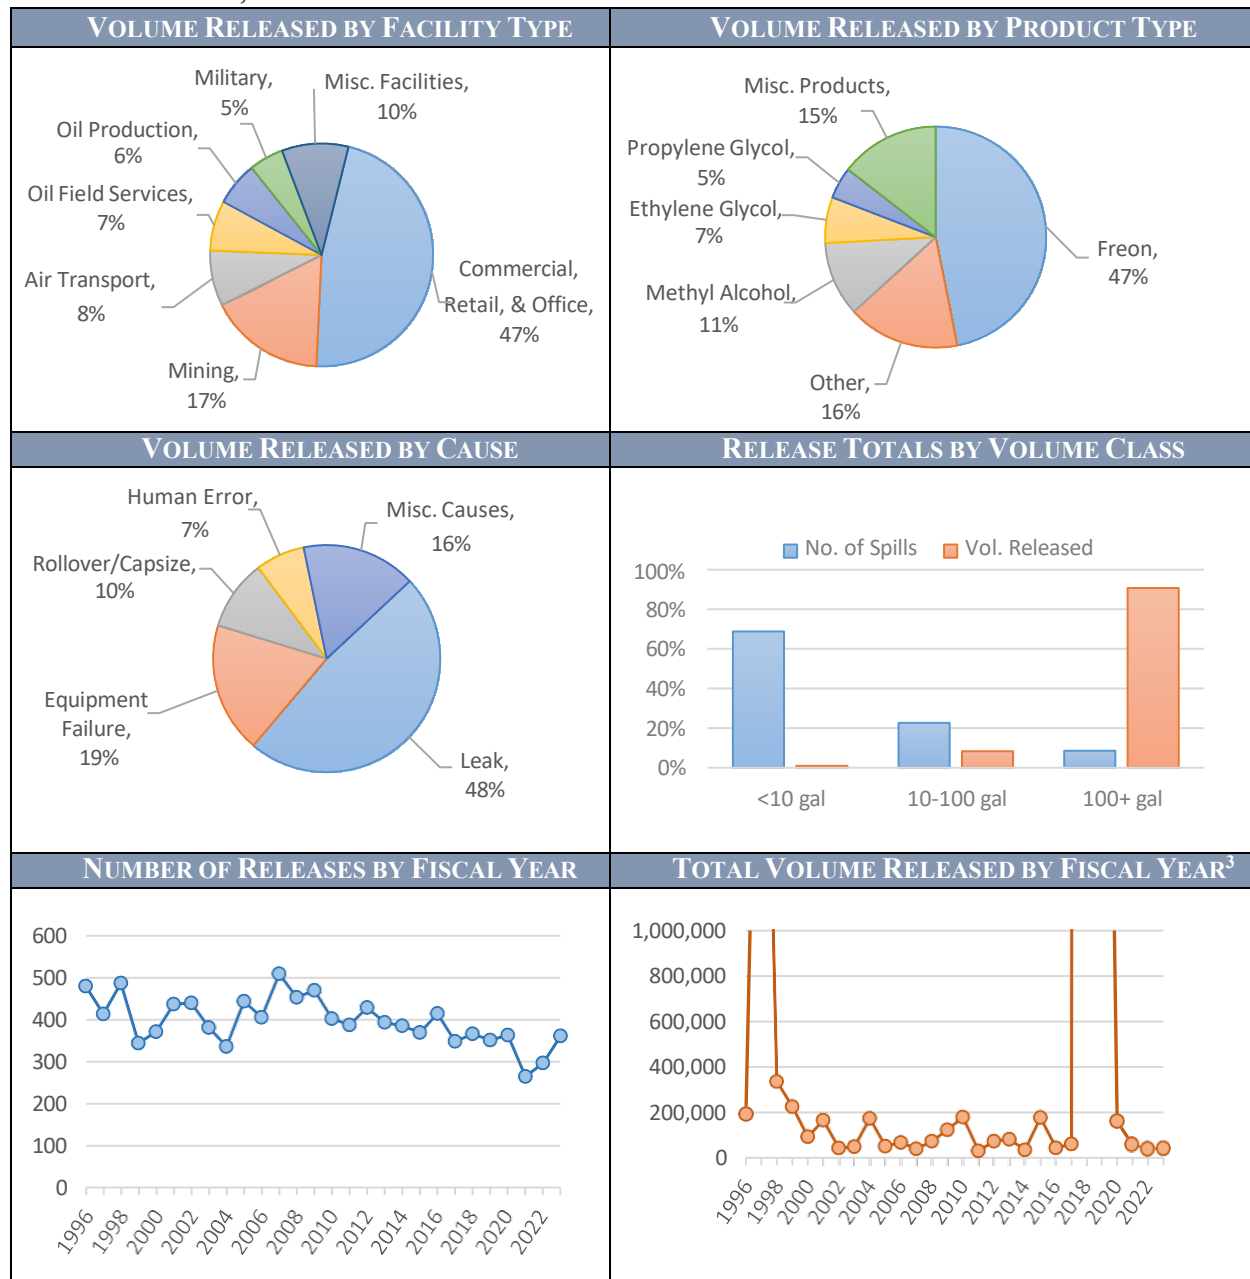 VOLUME RELEASED BY FACILITY TYPE
Military,
5%
Misc. Facilities,
10%
Oil Production,
6%
Oil Field Services,
7%
Air Transport,
8%
Mining,
17%
Commercial,
Retail, & Office,
47%
VOLUME RELEASED BY PRODUCT TYPE
Misc. Products,
15%
Propylene Glycol,
5%
Ethylene Glycol,
7%
Methyl Alcohol,
11%
Other,
16%
Freon,
47%
VOLUME RELEASED BY CAUSE
Human Error,
7%
Misc. Causes,
16%
Rollover/Capsize,
10%
Equipment
Failure,
19%
Leak,
48%
RELEASE TOTALS BY VOLUME CLASS
No. of Spills Vol. Released
100%
80%
60%
40%
20%
0%
<10 gal 10-100 gal 100+ gal
NUMBER OF RELEASES BY FISCAL YEAR
600
500
400
300
200
100
0
1996 1998 2000 2002 2004 2006 2008 2010 2012 2014 2016 2018 2020 2022
TOTAL VOLUME RELEASED BY FISCAL YEAR³
1,000,000
800,000
600,000
400,000
200,000
0
1996 1998 2000 2002 2004 2006 2008 2010 2012 2014 2016 2018 2020 2022